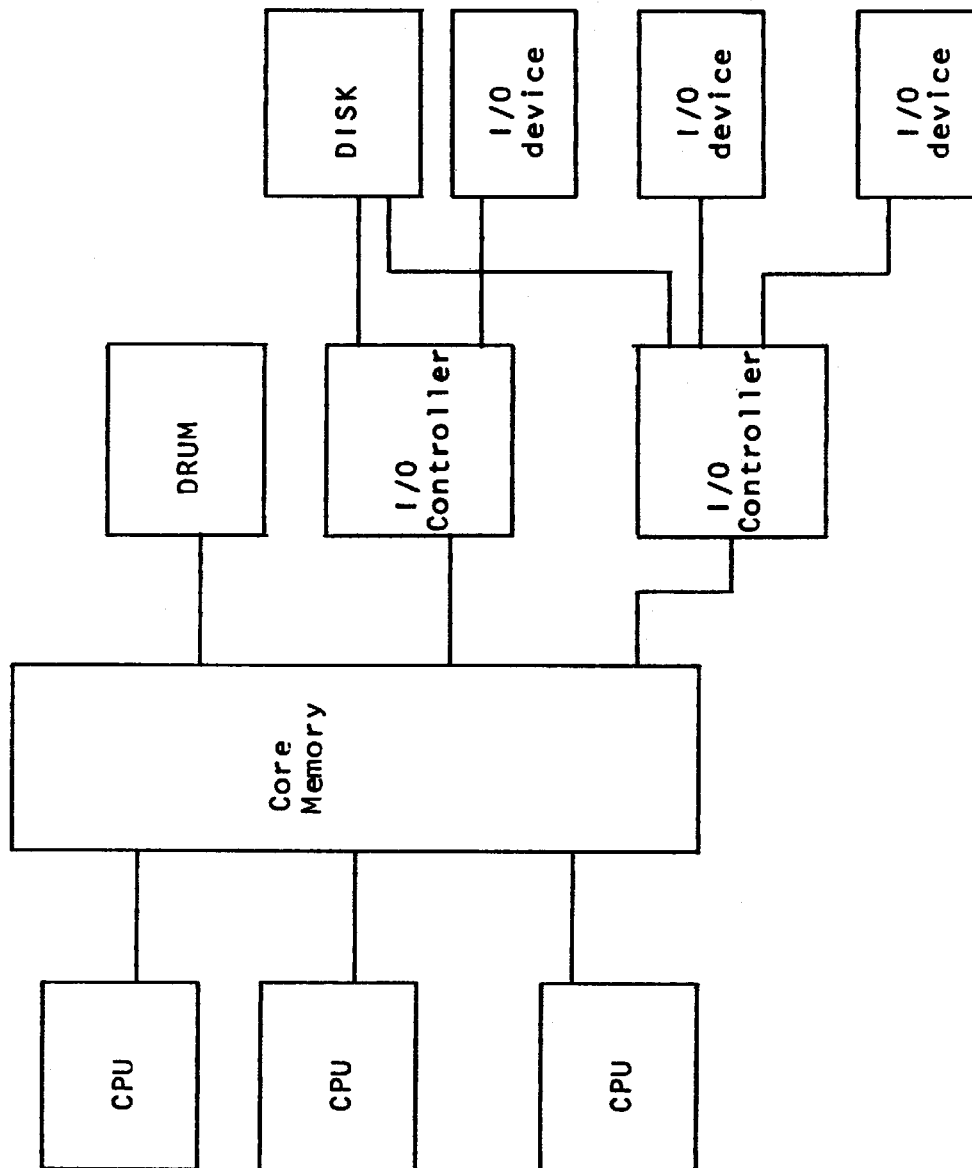 CPU
CPU
CPU
Core
Memory
DRUM
I/O
Controller
I/O
Controller
DISK
I/O
device
I/O
device
I/O
device